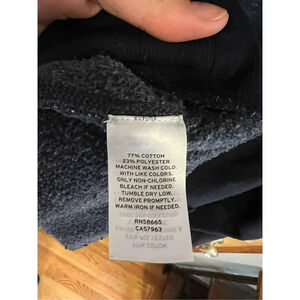 77% COTTON
23% POLYESTER
MACHINE WASH COLD.
WITH LIKE COLORS.
ONLY NON-CHLORINE
BLEACH IF NEEDED.
TUMBLE DRY LOW.
REMOVE PROMPTLY.
WARM IRON IF NEEDED.
RN58665
CA57963